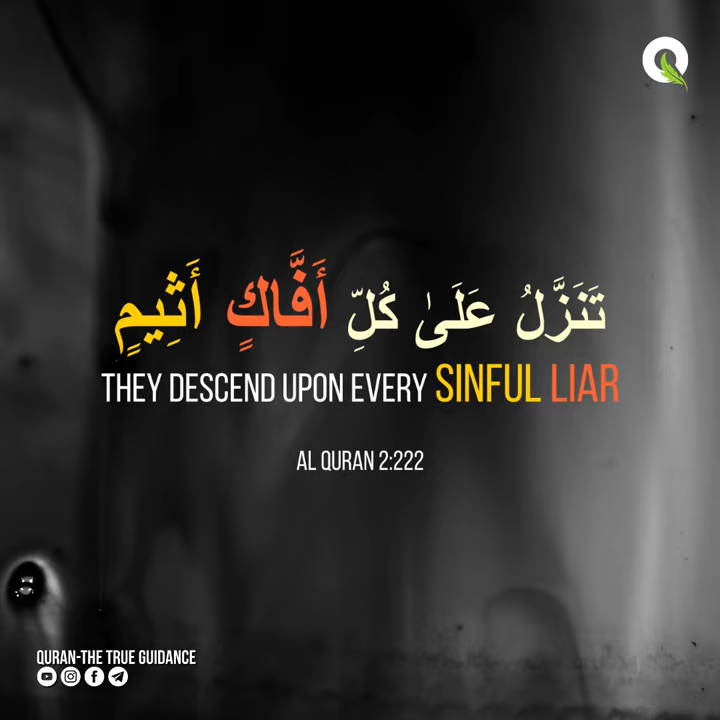 تَنَزَّلُ عَلَىٰ كُلِّ أَفَّاكٍ أَثِيمٍ
THEY DESCEND UPON EVERY SINFUL LIAR
AL QURAN 2:222
QURAN-THE TRUE GUIDANCE